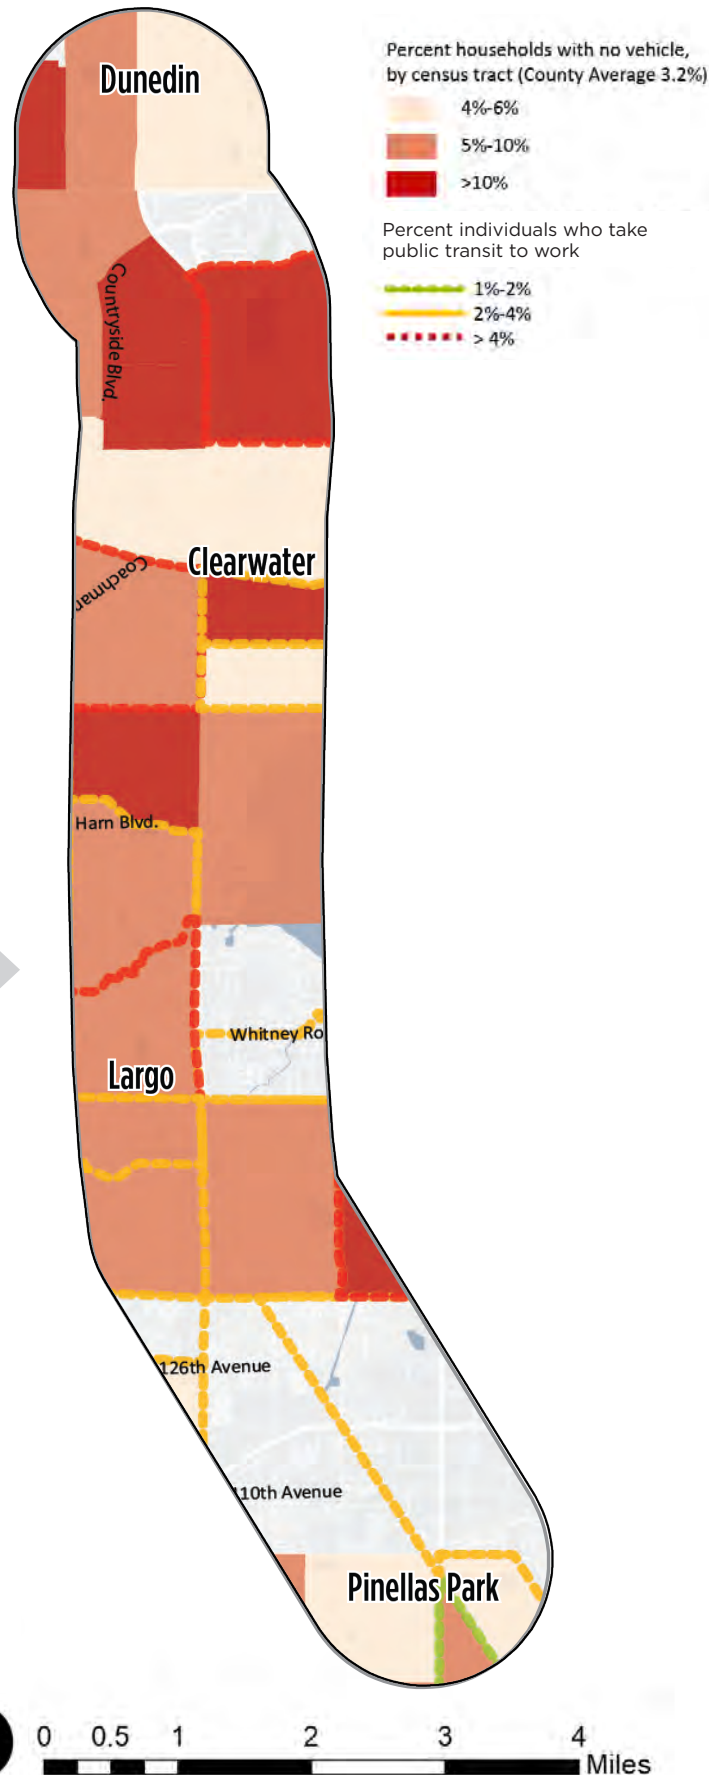 Percent households with no vehicle,
by census tract (County Average 3.2%)
4%-6%
5%-10%
>10%
Percent individuals who take
public transit to work
1%-2%
2%-4%
> 4%
Dunedin
Countryside Blvd.
Clearwater
Coachman
Harn Blvd.
Whitney Ro
Largo
126th Avenue
110th Avenue
Pinellas Park
0 0.5 1 2 3 4
Miles